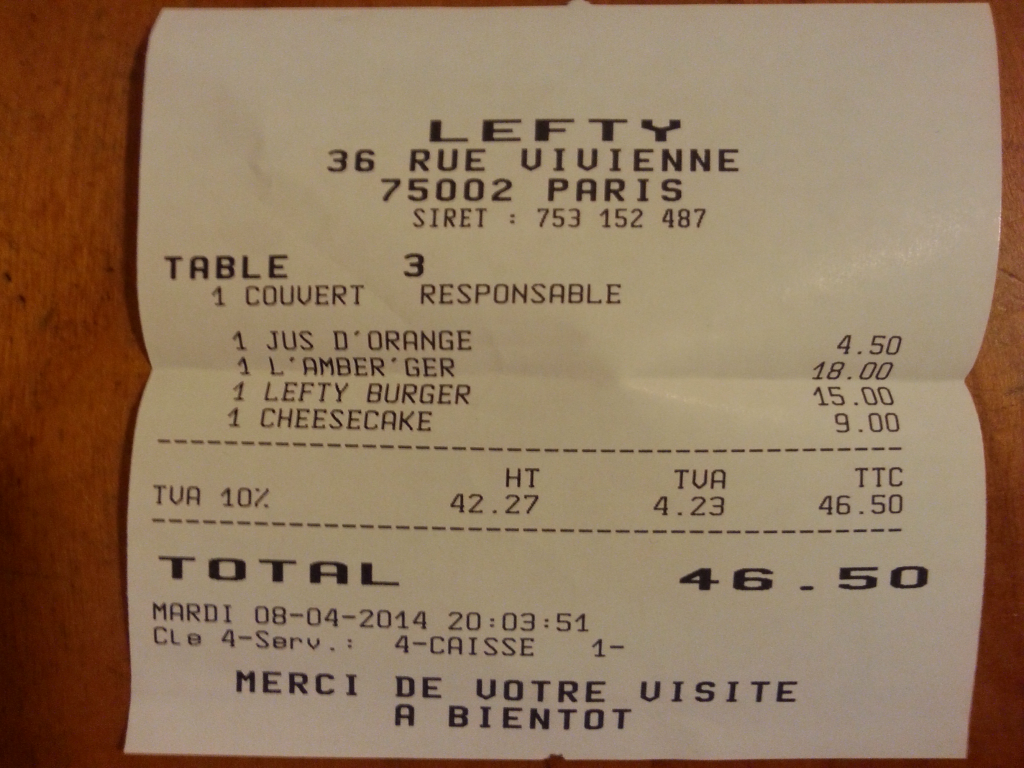 LEFTY
36 RUE VIVIENNE
75002 PARIS
SIRET : 753 152 487
TABLE 3
1 COUVERT RESPONSABLE
1 JUS D'ORANGE 4.50
1 L'AMBER'GER 18.00
1 LEFTY BURGER 15.00
1 CHEESECAKE 9.00
HT TVA TTC
TVA 10% 42.27 4.23 46.50
TOTAL 46.50
MARDI 08-04-2014 20:03:51
Cle 4-Serv.: 4-CAISSE 1-
MERCI DE VOTRE VISITE
A BIENTOT